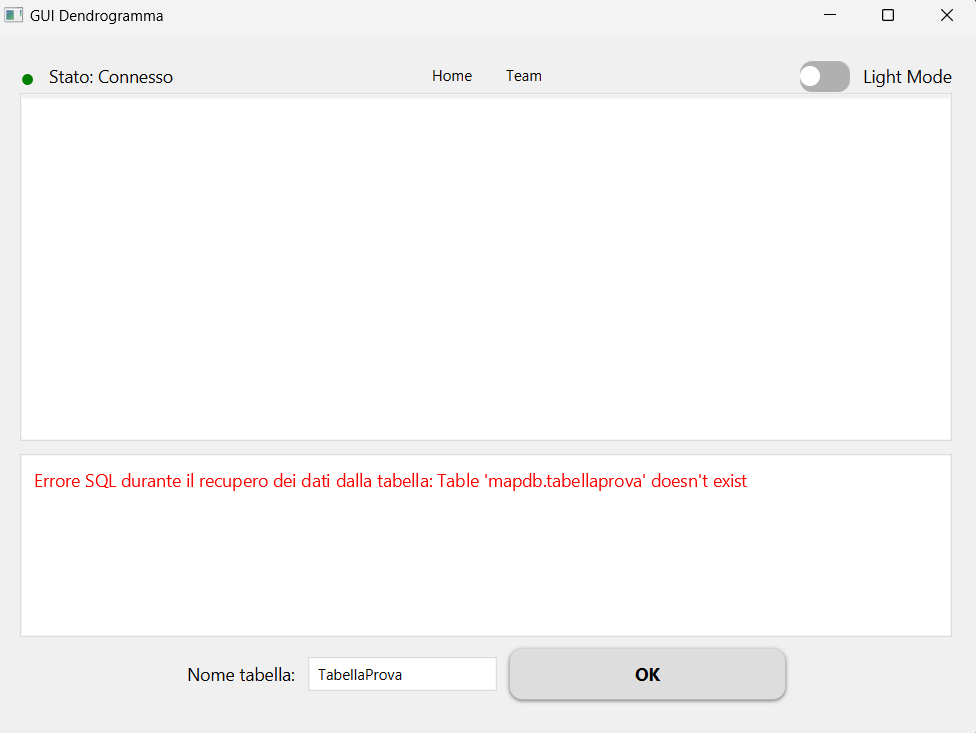 GUI Dendrogramma
Stato: Connesso
Home
Team
Light Mode
Errore SQL durante il recupero dei dati dalla tabella: Table 'mapdb.tabellaprova' doesn't exist
Nome tabella:
TabellaProva
OK